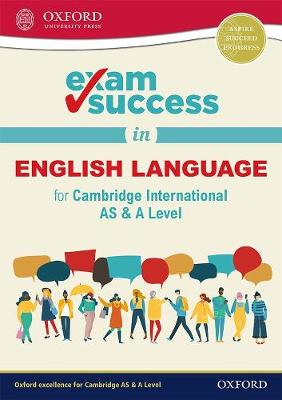 OXFORD
UNIVERSITY PRESS
ASPIRE
SUCCEED
PROGRESS
exam
success
in
ENGLISH LANGUAGE
for Cambridge International
AS & A Level
Oxford excellence for Cambridge AS & A Level
OXFORD